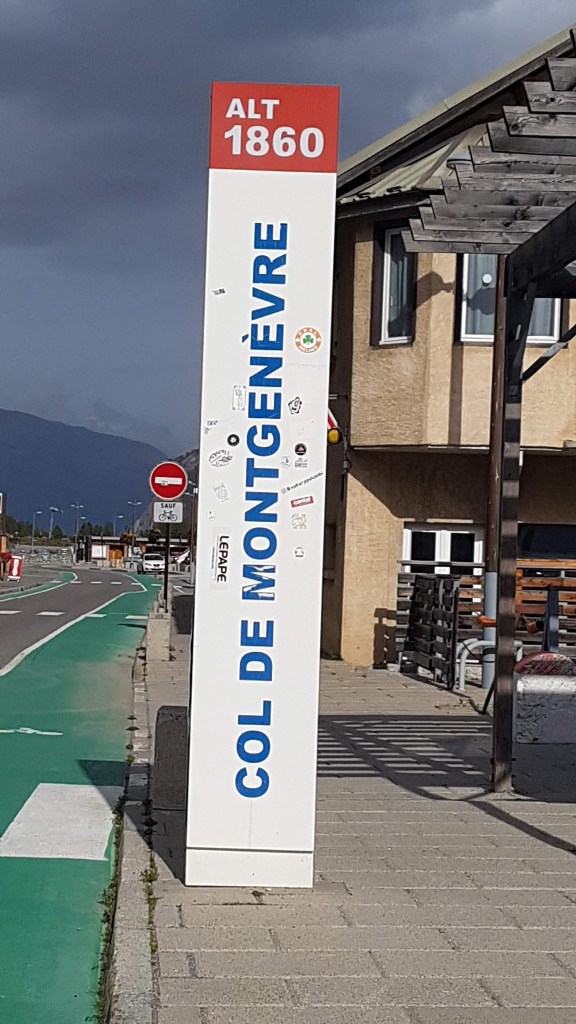 ALT
1860
COL DE MONTGENÈVRE
SAUF
LEPAPE